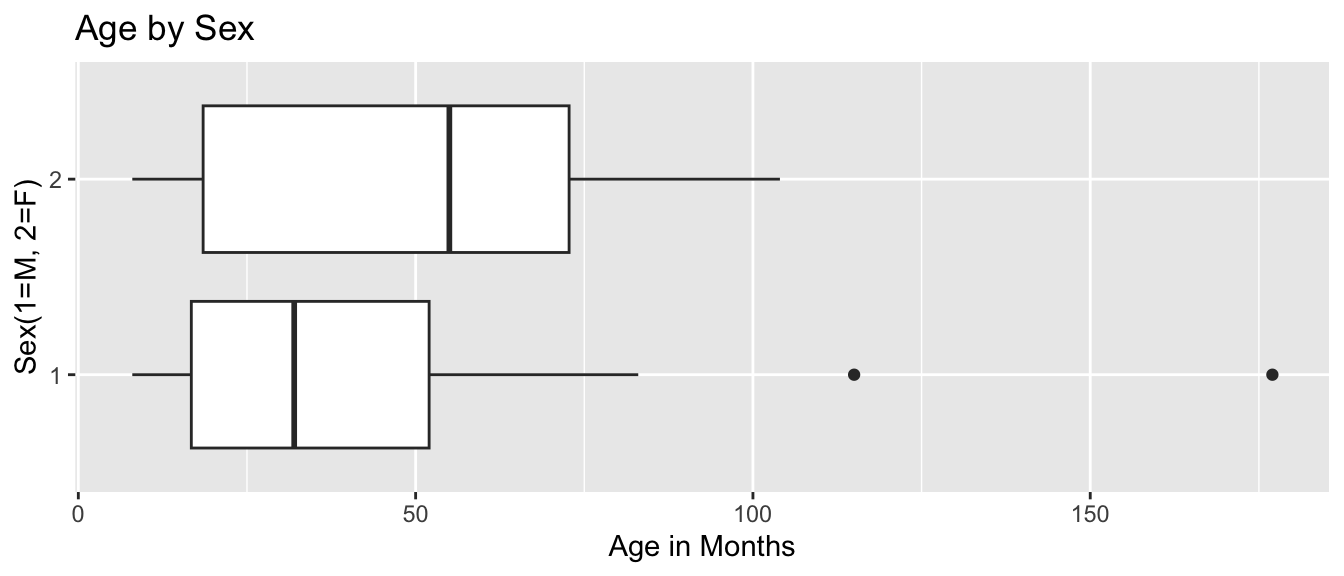 Age by Sex
Sex(1=M, 2=F)
2
1
0 50 100 150
Age in Months